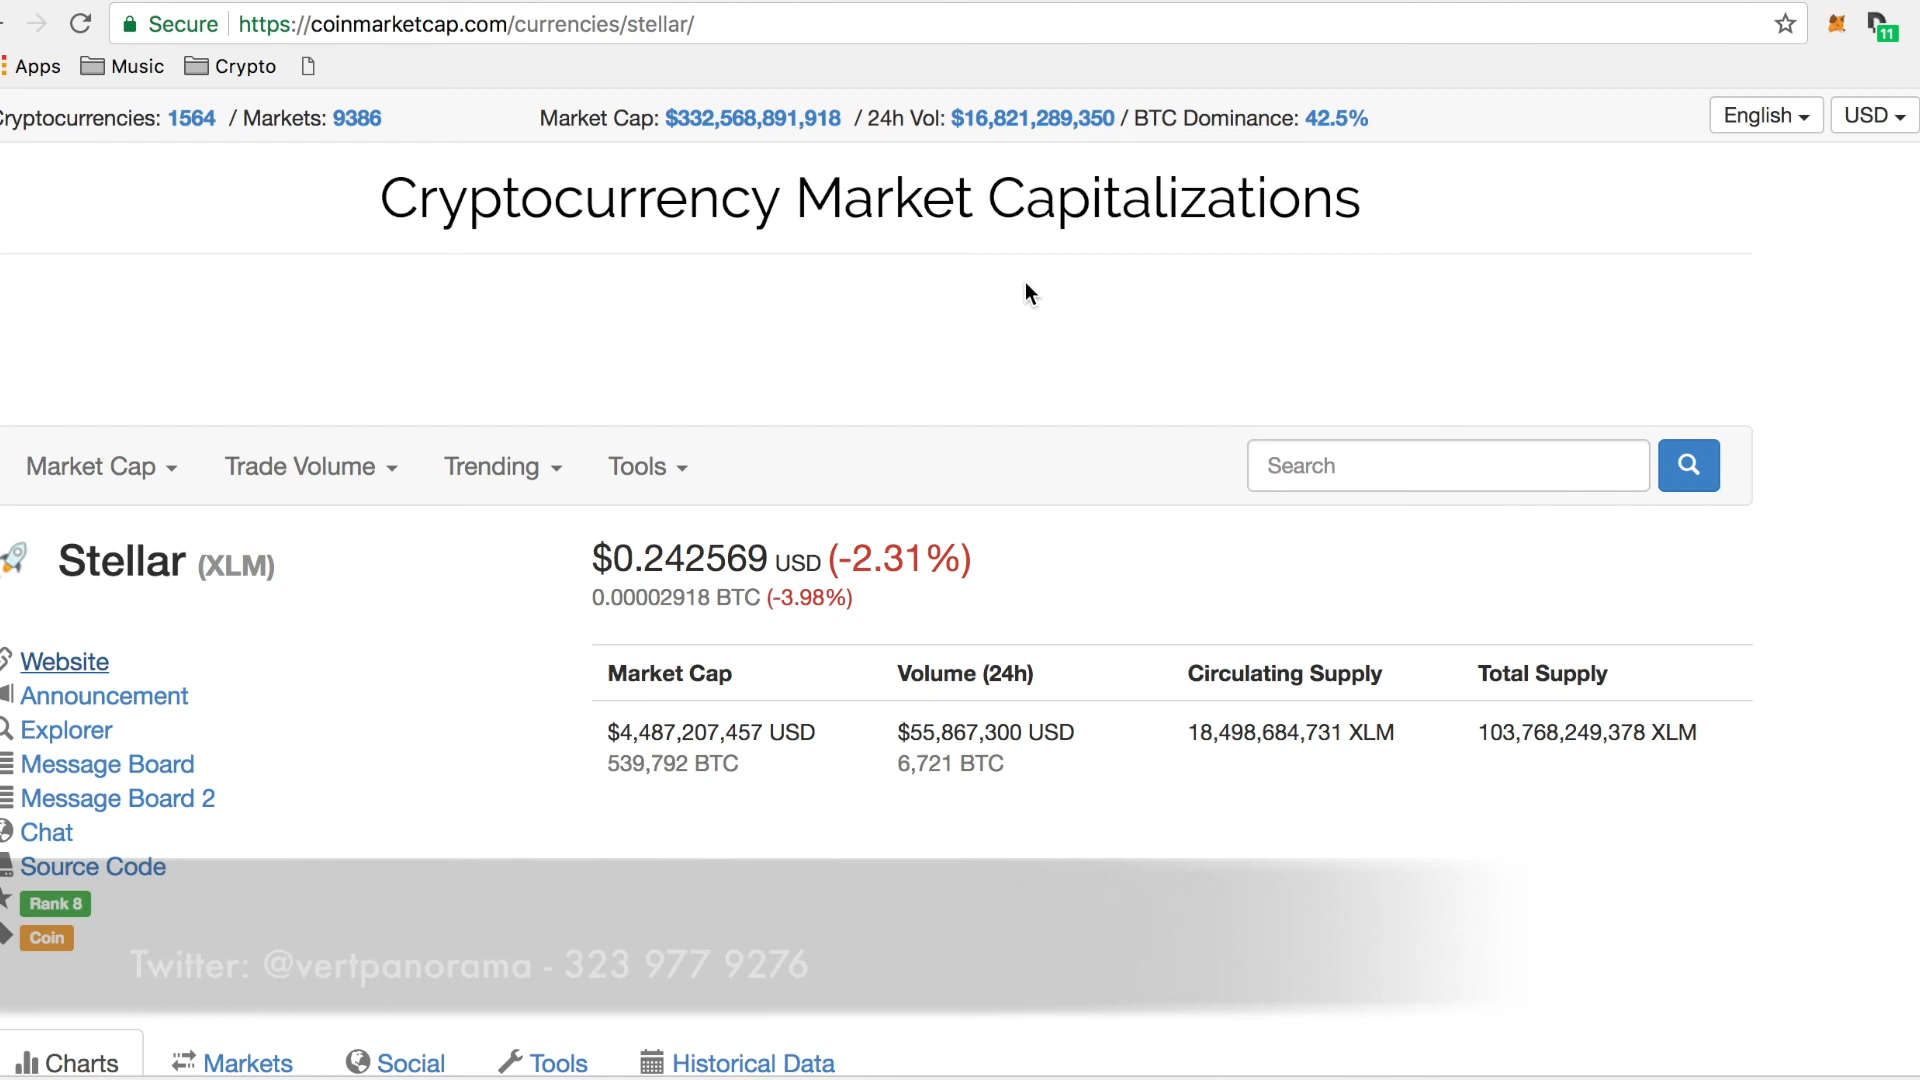 Secure https://coinmarketcap.com/currencies/stellar/
11
Apps Music Crypto
ryptocurrencies: 1564 / Markets: 9386 Market Cap: $332,568,891,918 / 24h Vol: $16,821,289,350 / BTC Dominance: 42.5% English USD
Cryptocurrency Market Capitalizations
Market Cap Trade Volume Trending Tools Search
Stellar (XLM)
$0.242569 USD (-2.31%)
0.00002918 BTC (-3.98%)
Website
Announcement
Explorer
Message Board
Message Board 2
Chat
Source Code
Rank 8
Coin
Market Cap Volume (24h) Circulating Supply Total Supply
$4,487,207,457 USD $55,867,300 USD 18,498,684,731 XLM 103,768,249,378 XLM
539,792 BTC 6,721 BTC
Twitter: @vertpanorama - 323 977 9276
Charts Markets Social Tools Historical Data